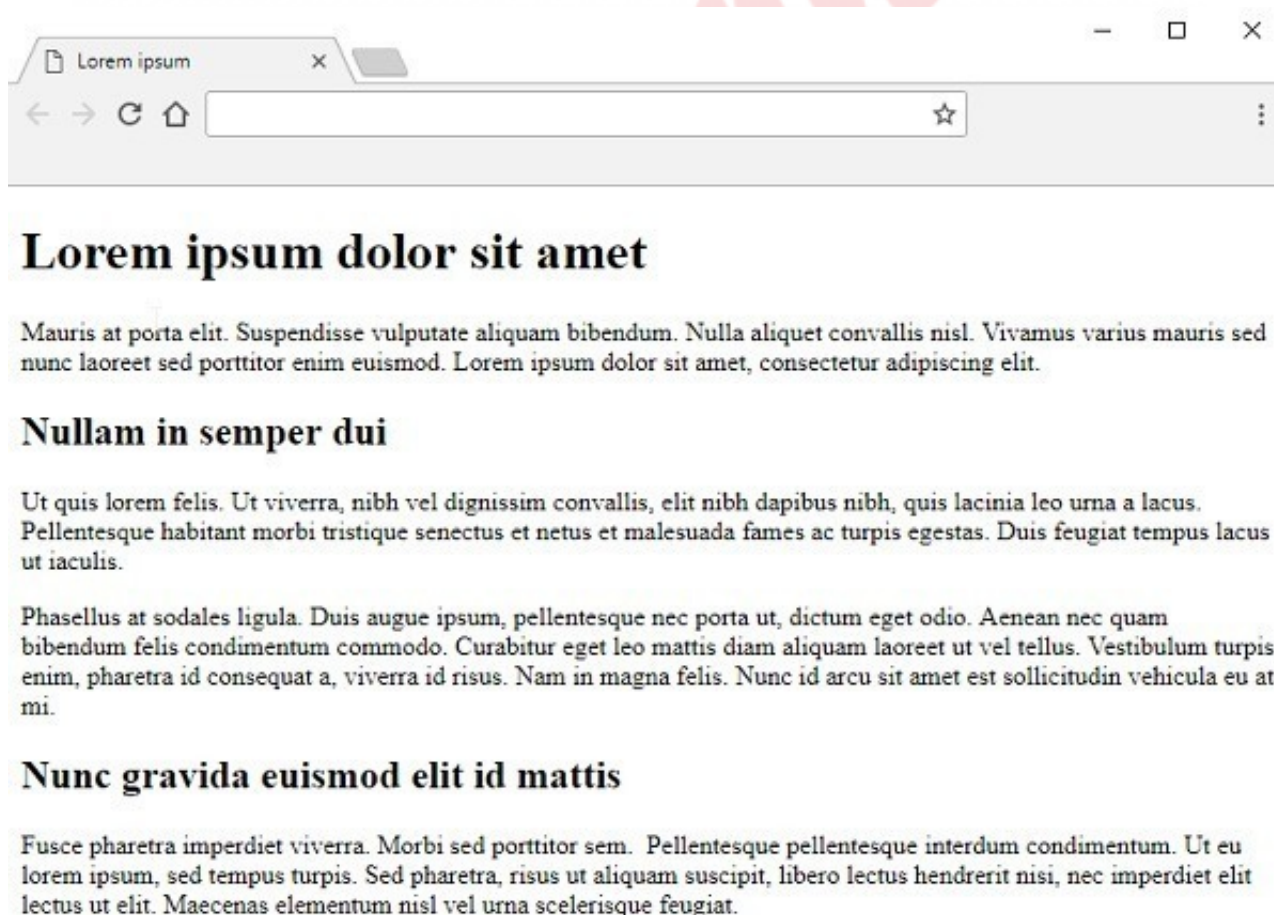 Lorem ipsum
Lorem ipsum dolor sit amet
Mauris at porta elit. Suspendisse vulputate aliquam bibendum. Nulla aliquet convallis nisl. Vivamus varius mauris sed
nunc laoreet sed porttitor enim euismod. Lorem ipsum dolor sit amet, consectetur adipiscing elit.
Nullam in semper dui
Ut quis lorem felis. Ut viverra, nibh vel dignissim convallis, elit nibh dapibus nibh, quis lacinia leo urna a lacus.
Pellentesque habitant morbi tristique senectus et netus et malesuada fames ac turpis egestas. Duis feugiat tempus lacus
ut iaculis.
Phasellus at sodales ligula. Duis augue ipsum, pellentesque nec porta ut, dictum eget odio. Aenean nec quam
bibendum felis condimentum commodo. Curabitur eget leo mattis diam aliquam laoreet ut vel tellus. Vestibulum turpis
enim, pharetra id consequat a, viverra id risus. Nam in magna felis. Nunc id arcu sit amet est sollicitudin vehicula eu at
mi.
Nunc gravida euismod elit id mattis
Fusce pharetra imperdiet viverra. Morbi sed porttitor sem.  Pellentesque pellentesque interdum condimentum. Ut eu
lorem ipsum, sed tempus turpis. Sed pharetra, risus ut aliquam suscipit, libero lectus hendrerit nisi, nec imperdiet elit
lectus ut elit. Maecenas elementum nisl vel urna scelerisque feugiat.